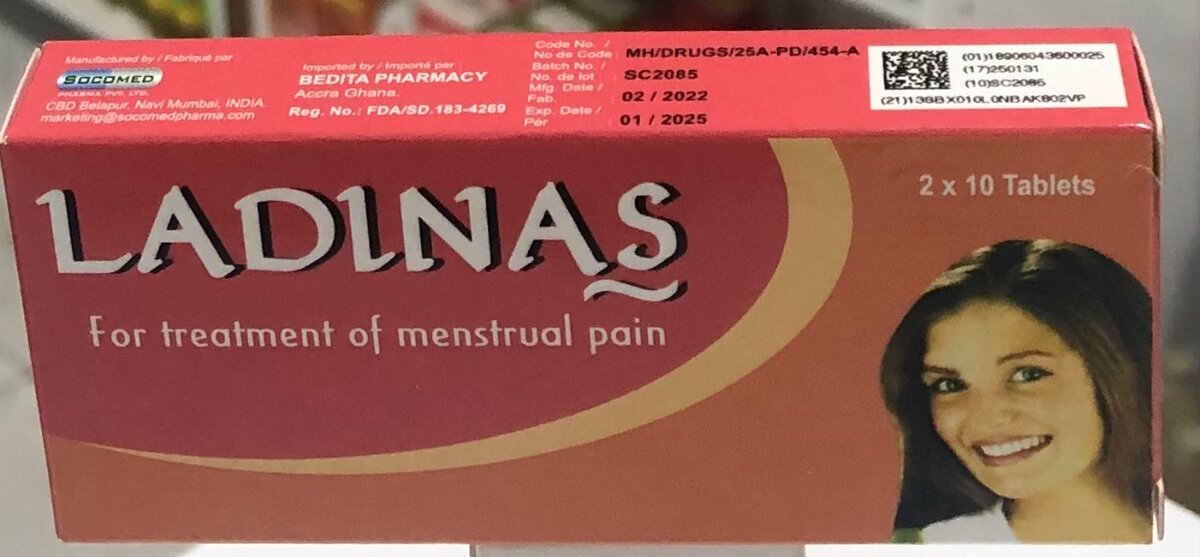 Manufactured by / Fabriqué par
SOCOMED
PHARMA PVT. LTD.
CBD Belapur, Navi Mumbai, INDIA.
marketing@socomedpharma.com
Imported by / Importé par
BEDITA PHARMACY
Accra Ghana.
Reg. No.: FDA/SD.183-4269
Code No. /
No de Code
MH/DRUGS/25A-PD/454-A
Batch No. /
No. de lot
SC2085
Mfg. Date /
Fab.
02 / 2022
Exp. Date /
Pér
01 / 2025
(01)18906043600025
(17)250131
(10)SC2085
LADINAS
For treatment of menstrual pain
2 x 10 Tablets